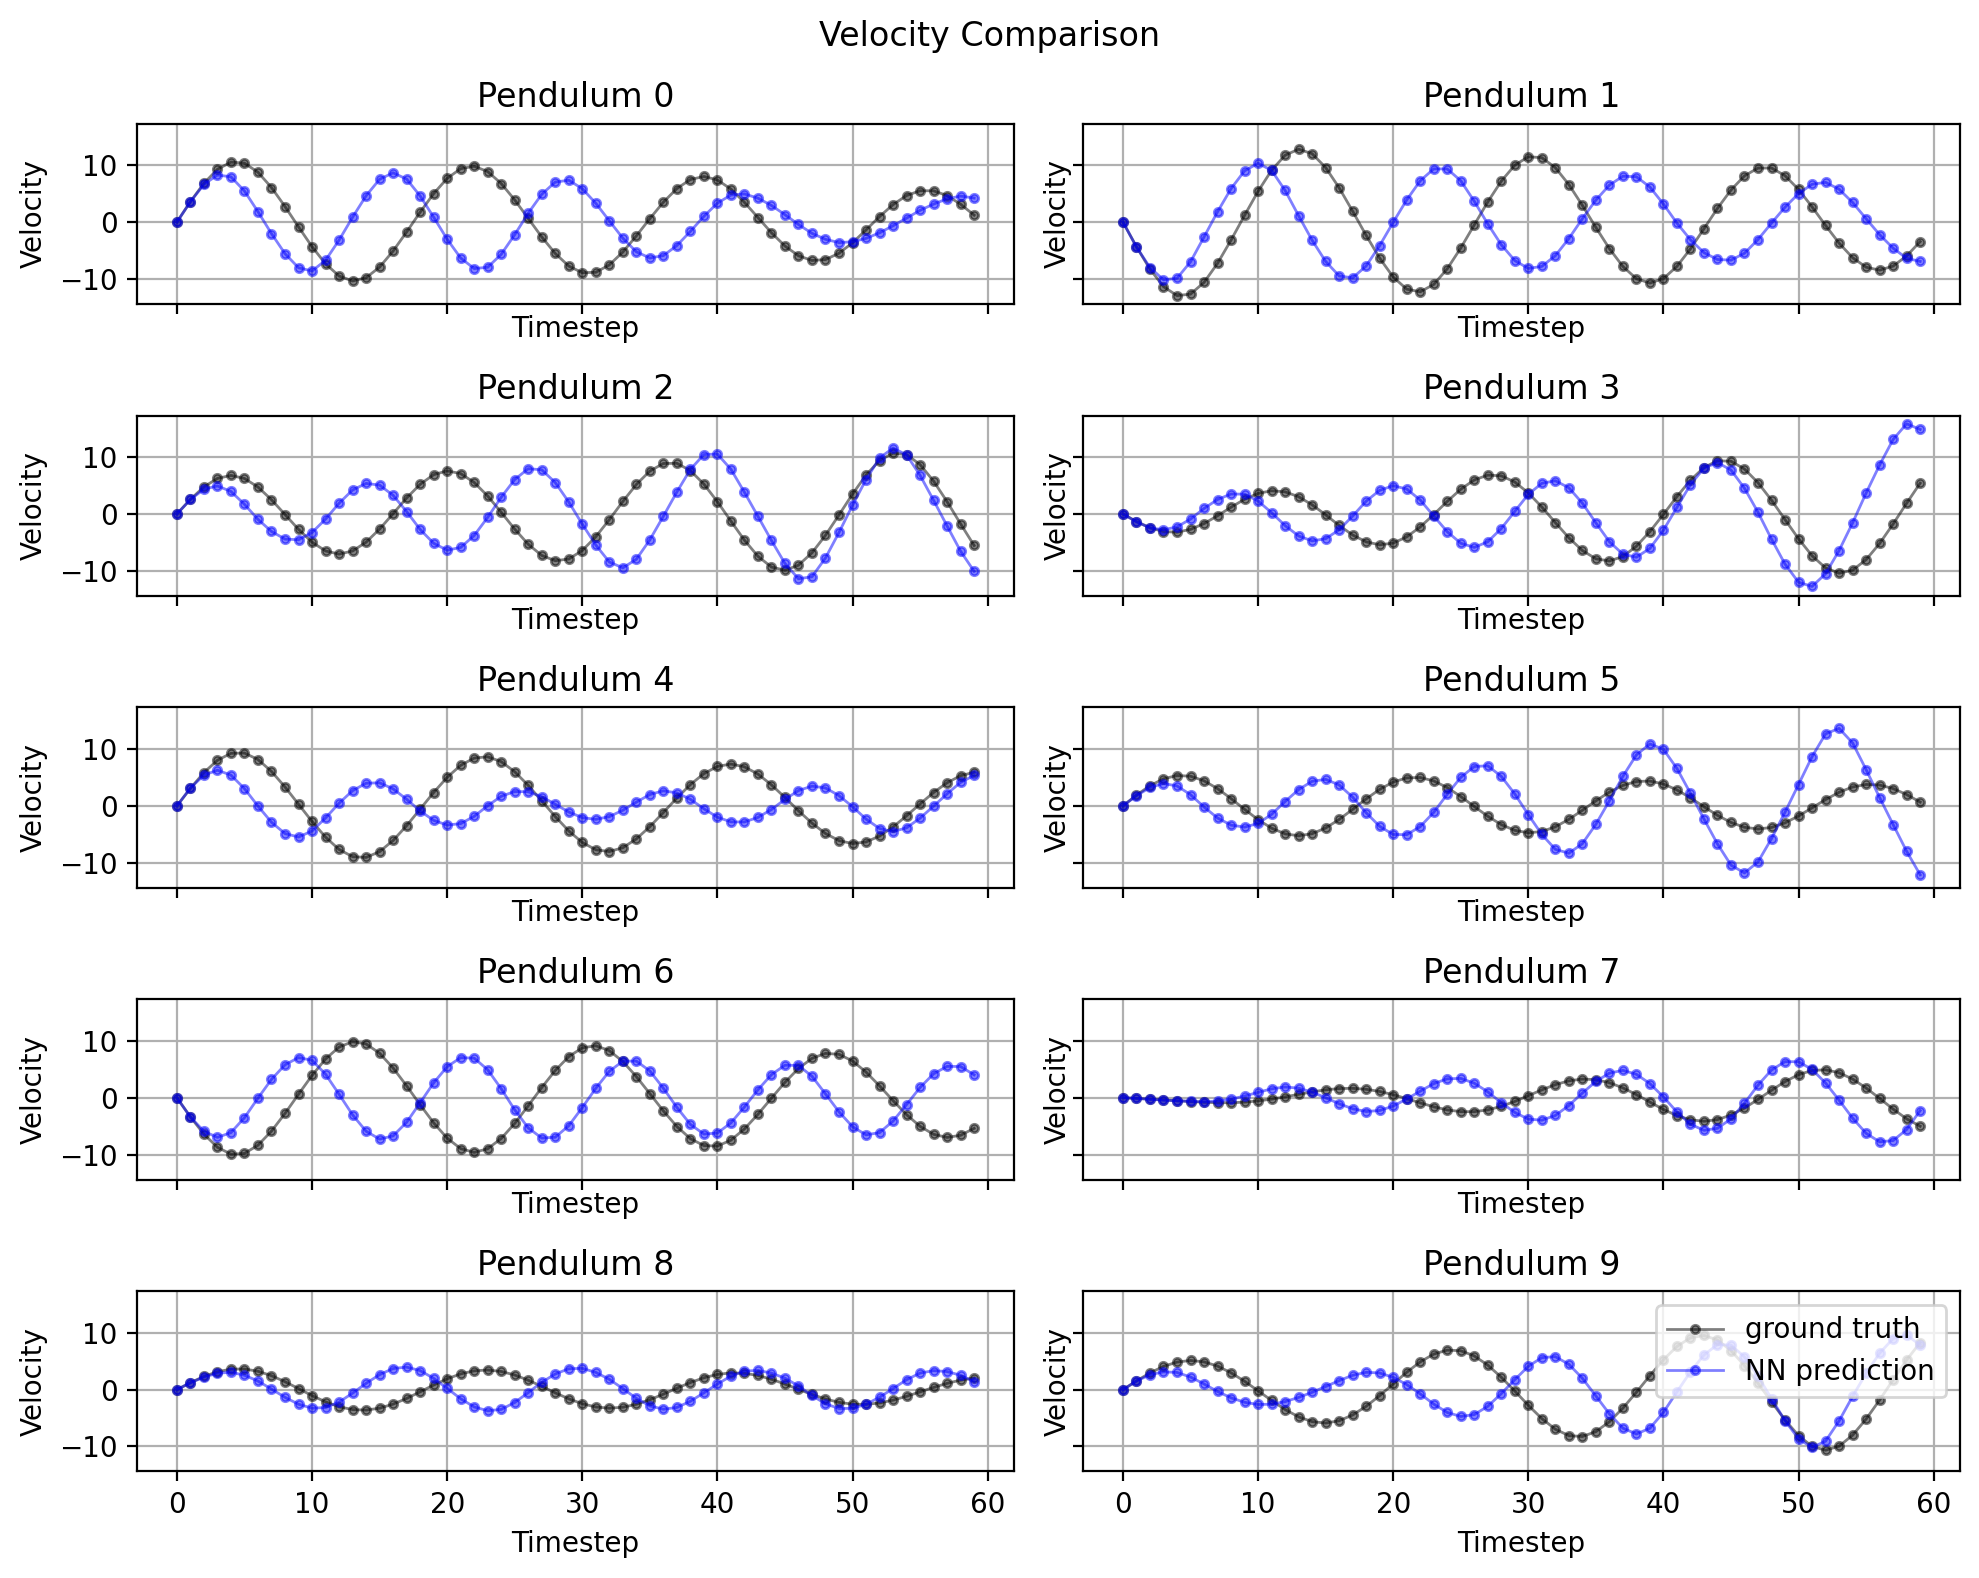 Velocity Comparison
Pendulum 0
Pendulum 1
Velocity
10
0
−10
Timestep
Velocity
Timestep
Pendulum 2
Pendulum 3
Velocity
10
0
−10
Timestep
Velocity
Timestep
Pendulum 4
Pendulum 5
Velocity
10
0
−10
Timestep
Velocity
Timestep
Pendulum 6
Pendulum 7
Velocity
10
0
−10
Timestep
Velocity
Timestep
Pendulum 8
Pendulum 9
Velocity
10
0
−10
0 10 20 30 40 50 60
Timestep
Velocity
ground truth
NN prediction
0 10 20 30 40 50 60
Timestep